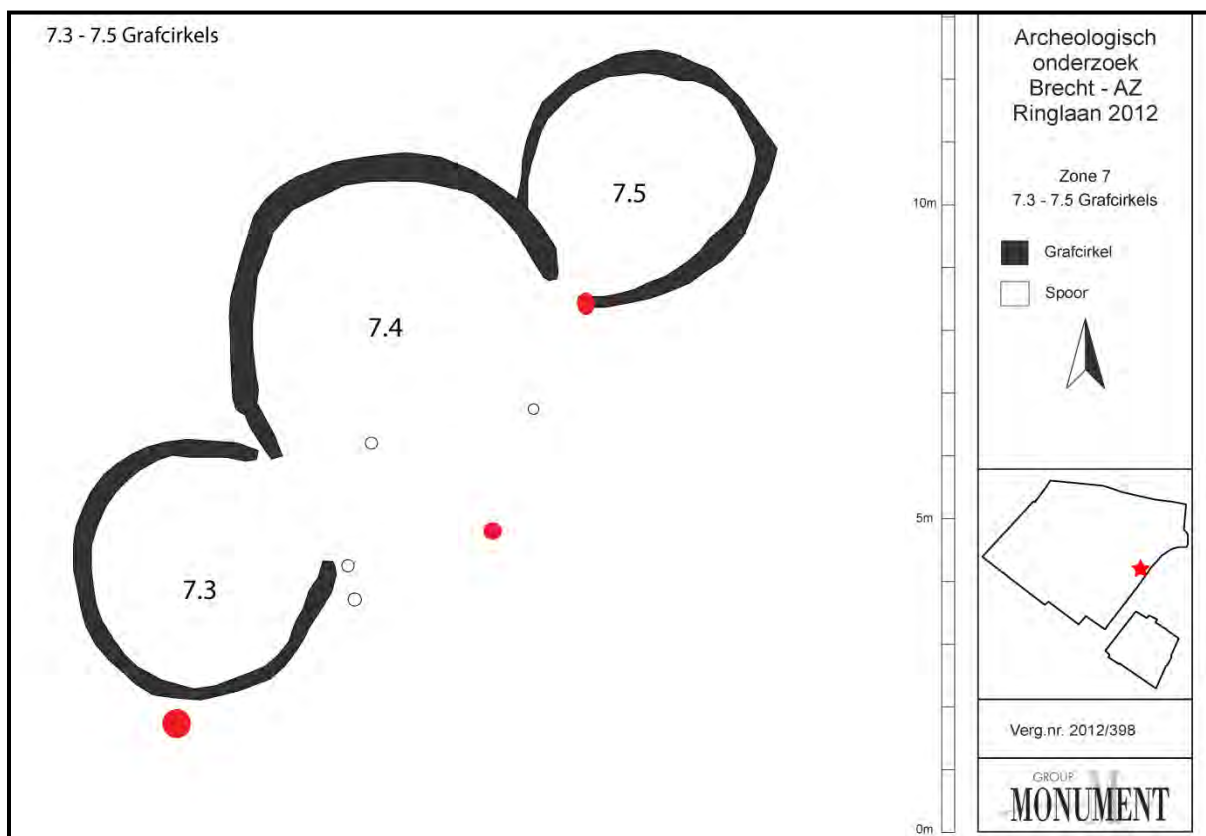 7.3 - 7.5 Grafcirkels
7.5
7.4
7.3
10m
5m
0m
Archeologisch
onderzoek
Brecht - AZ
Ringlaan 2012
Zone 7
7.3 - 7.5 Grafcirkels
Grafcirkel
Spoor
Verg.nr. 2012/398
GROUP
MONUMENT